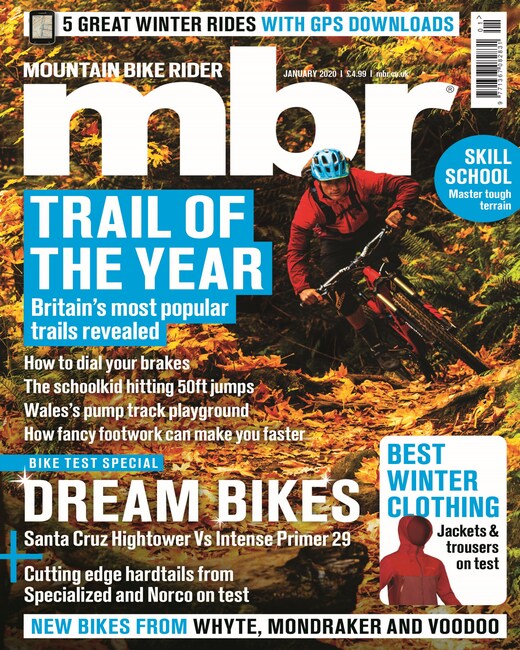 5 GREAT WINTER RIDES WITH GPS DOWNLOADS
MOUNTAIN BIKE RIDER
JANUARY 2020 | £4.99 | mbr.co.uk
mbr®
SKILL
SCHOOL
Master tough
terrain
TRAIL OF
THE YEAR
Britain's most popular
trails revealed
How to dial your brakes
The schoolkid hitting 50ft jumps
Wales's pump track playground
How fancy footwork can make you faster
BIKE TEST SPECIAL
DREAM BIKES
Santa Cruz Hightower Vs Intense Primer 29
+
Cutting edge hardtails from
Specialized and Norco on test
BEST
WINTER
CLOTHING
Jackets &
trousers
on test
NEW BIKES FROM WHYTE, MONDRAKER AND VOODOO